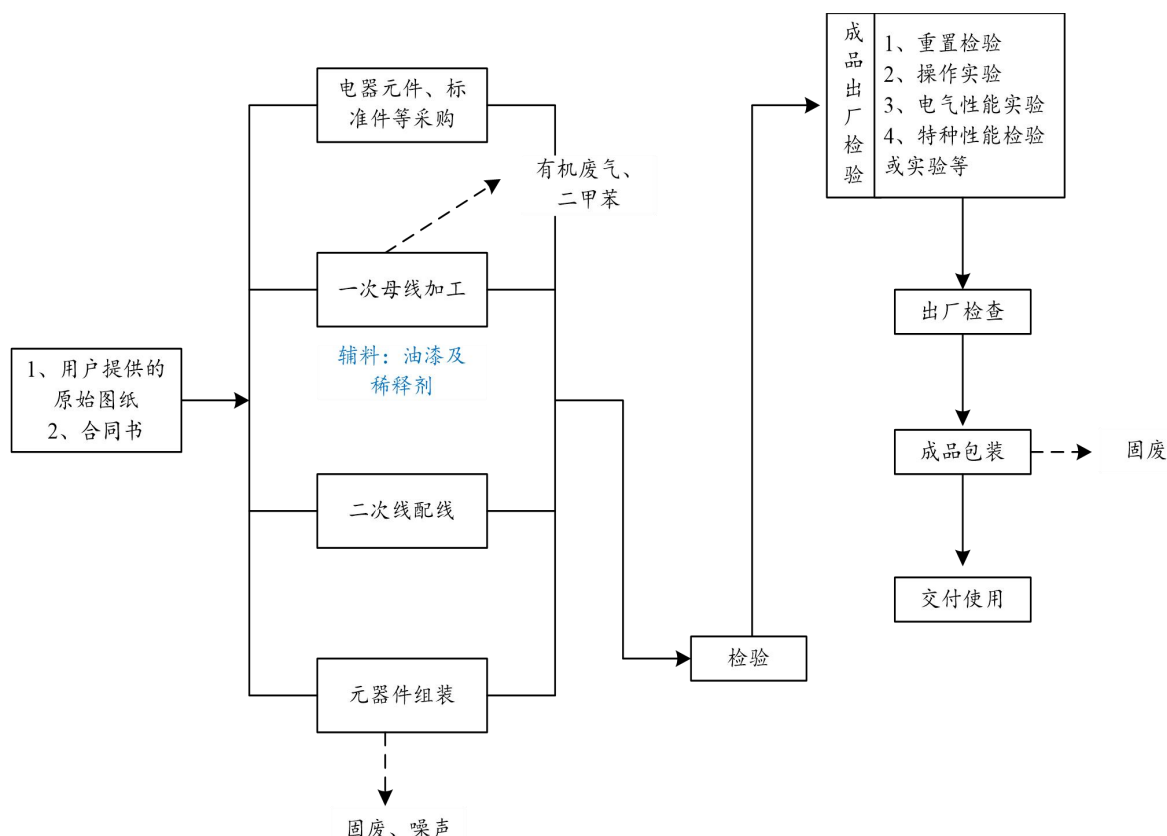 1、用户提供的
原始图纸
2、合同书
电器元件、标
准件等采购
有机废气、
二甲苯
一次母线加工
辅料：油漆及
稀释剂
二次线配线
元器件组装
固废、噪声
检验
成品出厂检验
1、重置检验
2、操作实验
3、电气性能实验
4、特种性能检验
或实验等
出厂检查
成品包装
固废
交付使用